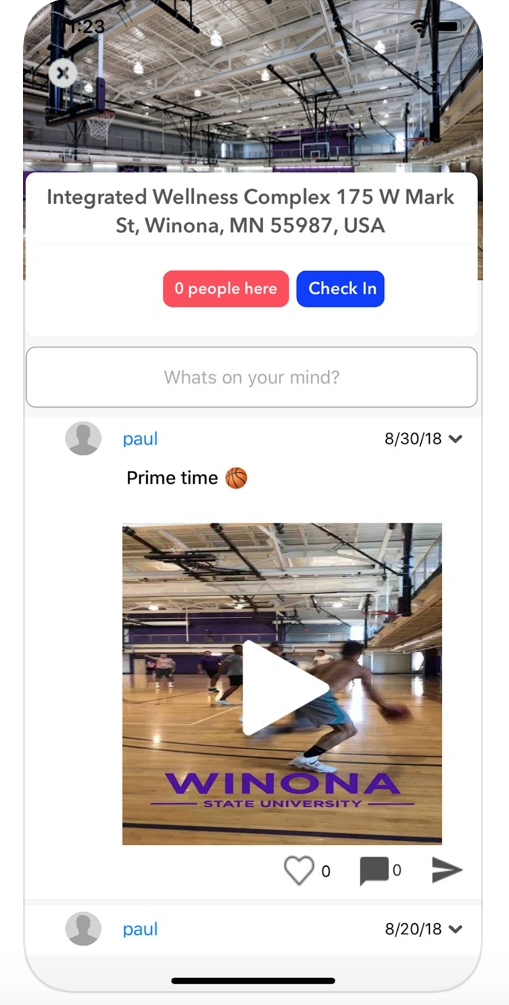 1:23
Integrated Wellness Complex 175 W Mark
St, Winona, MN 55987, USA
0 people here
Check In
Whats on your mind?
paul
8/30/18
Prime time 🏀
WINONA
STATE UNIVERSITY
0
0
paul
8/20/18